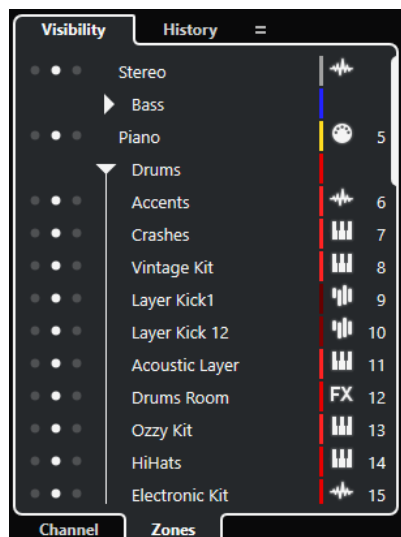 Visibility History =
Stereo
Bass
Piano 5
Drums
Accents 6
Crashes 7
Vintage Kit 8
Layer Kick1 9
Layer Kick 12 10
Acoustic Layer 11
Drums Room FX 12
Ozzy Kit 13
HiHats 14
Electronic Kit 15
Channel Zones